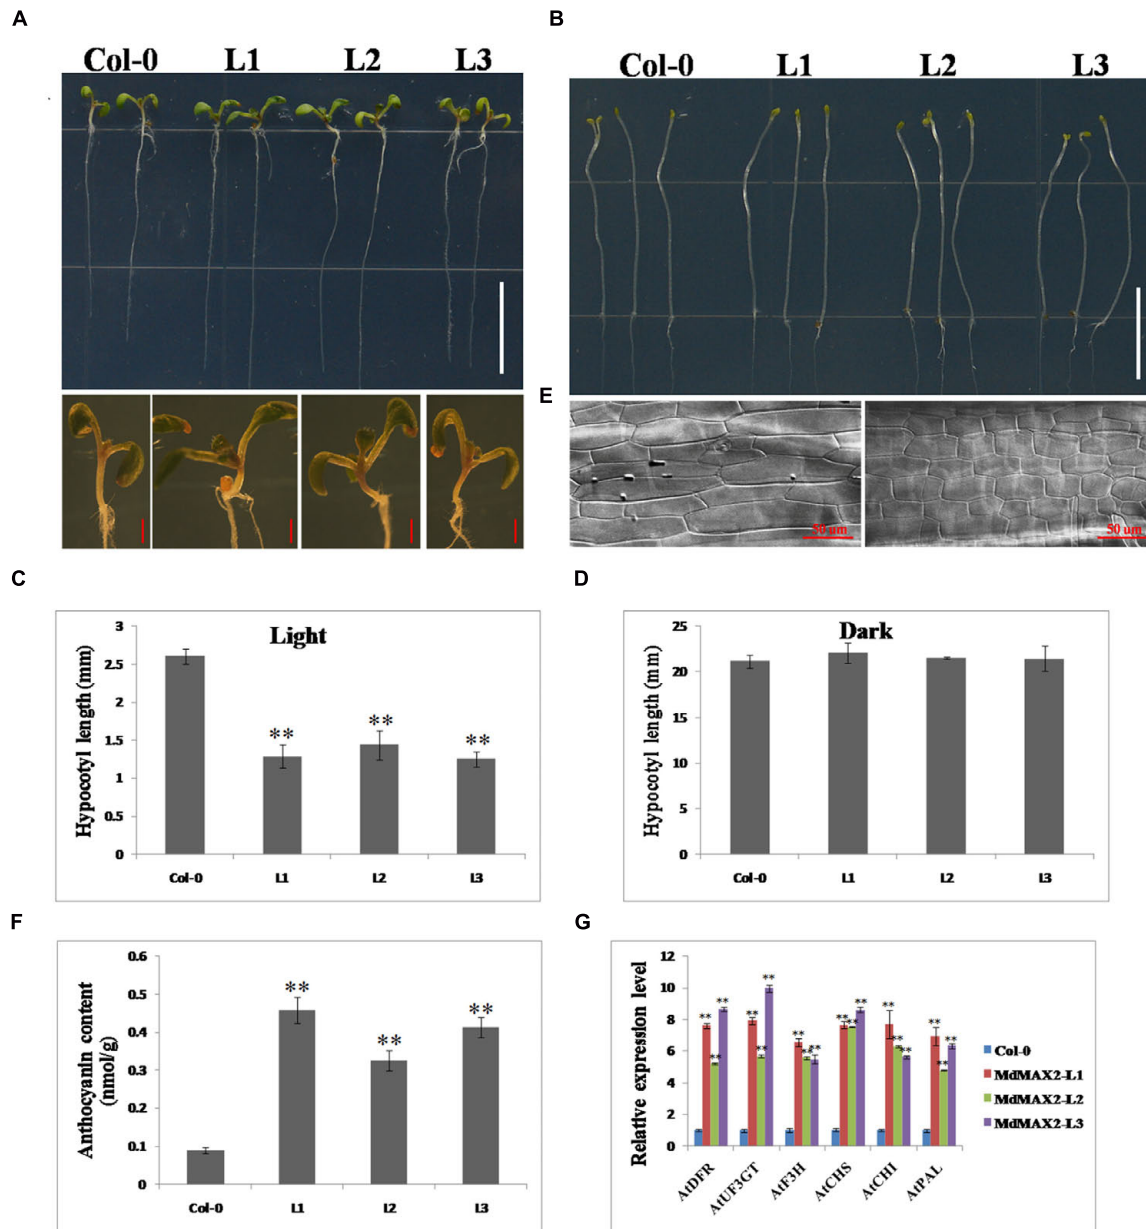 A
B
Col-0 L1 L2 L3
Col-0 L1 L2 L3
E
50 um
50 um
C
D
Light
Hypocotyl length (mm)
3
2.5
2
1.5
1
0.5
0
** ** **
Col-0 L1 L2 L3
Dark
Hypocotyl length (mm)
25
20
15
10
5
0
Col-0 L1 L2 L3
F
G
Anthocyanin content
(nmol/g)
0.6
0.5
0.4
0.3
0.2
0.1
0
** ** **
Col-0 L1 L2 L3
Relative expression level
12
10
8
6
4
2
0
** ** ** ** ** ** ** ** ** ** ** ** ** ** ** ** ** **
AtDFR AtUF3GT AtF3H AtCHS AtCHI AtPAL
Col-0
MdMAX2-L1
MdMAX2-L2
MdMAX2-L3